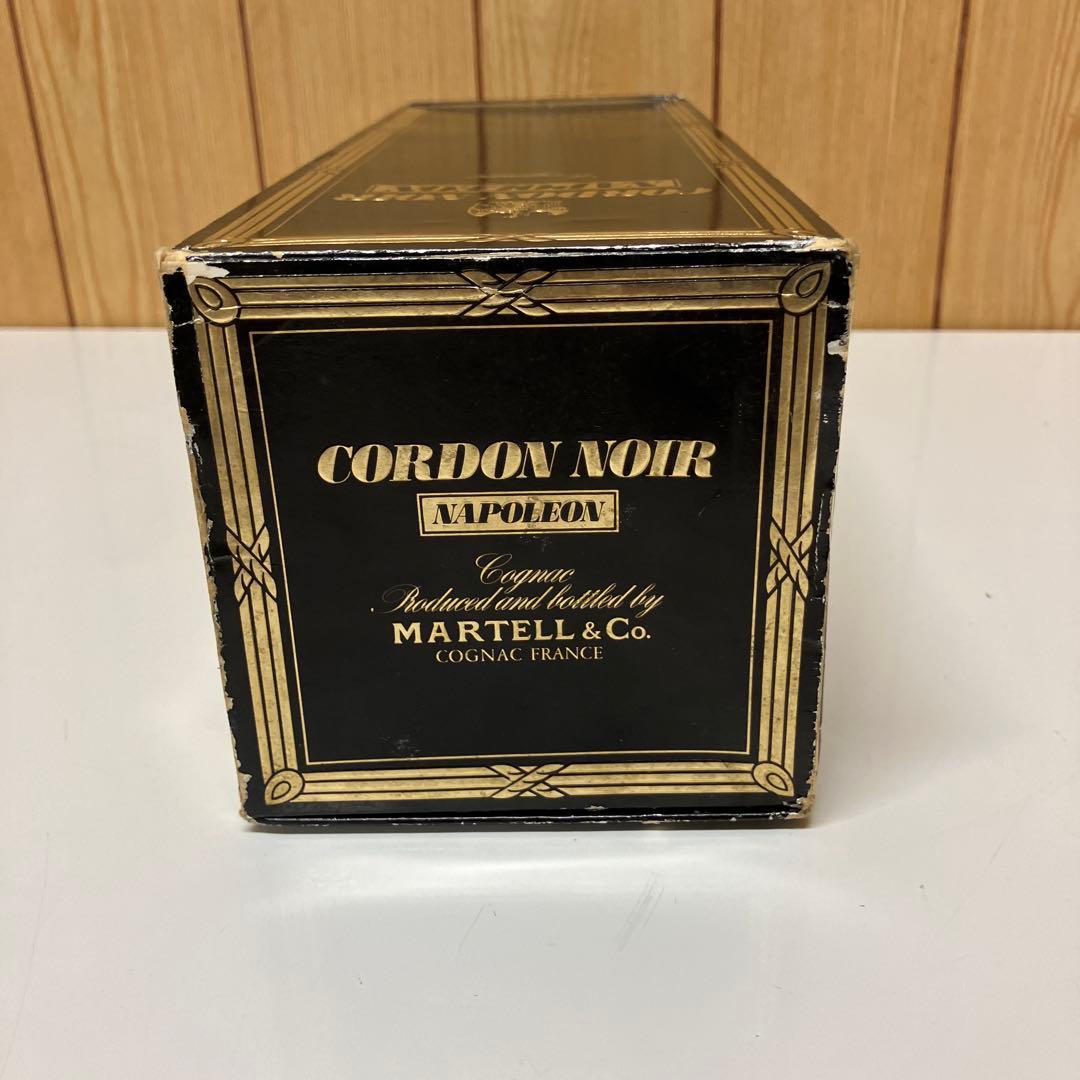 CORDON NOIR
NAPOLEON
Cognac
Produced and bottled by
MARTELL & Co.
COGNAC FRANCE